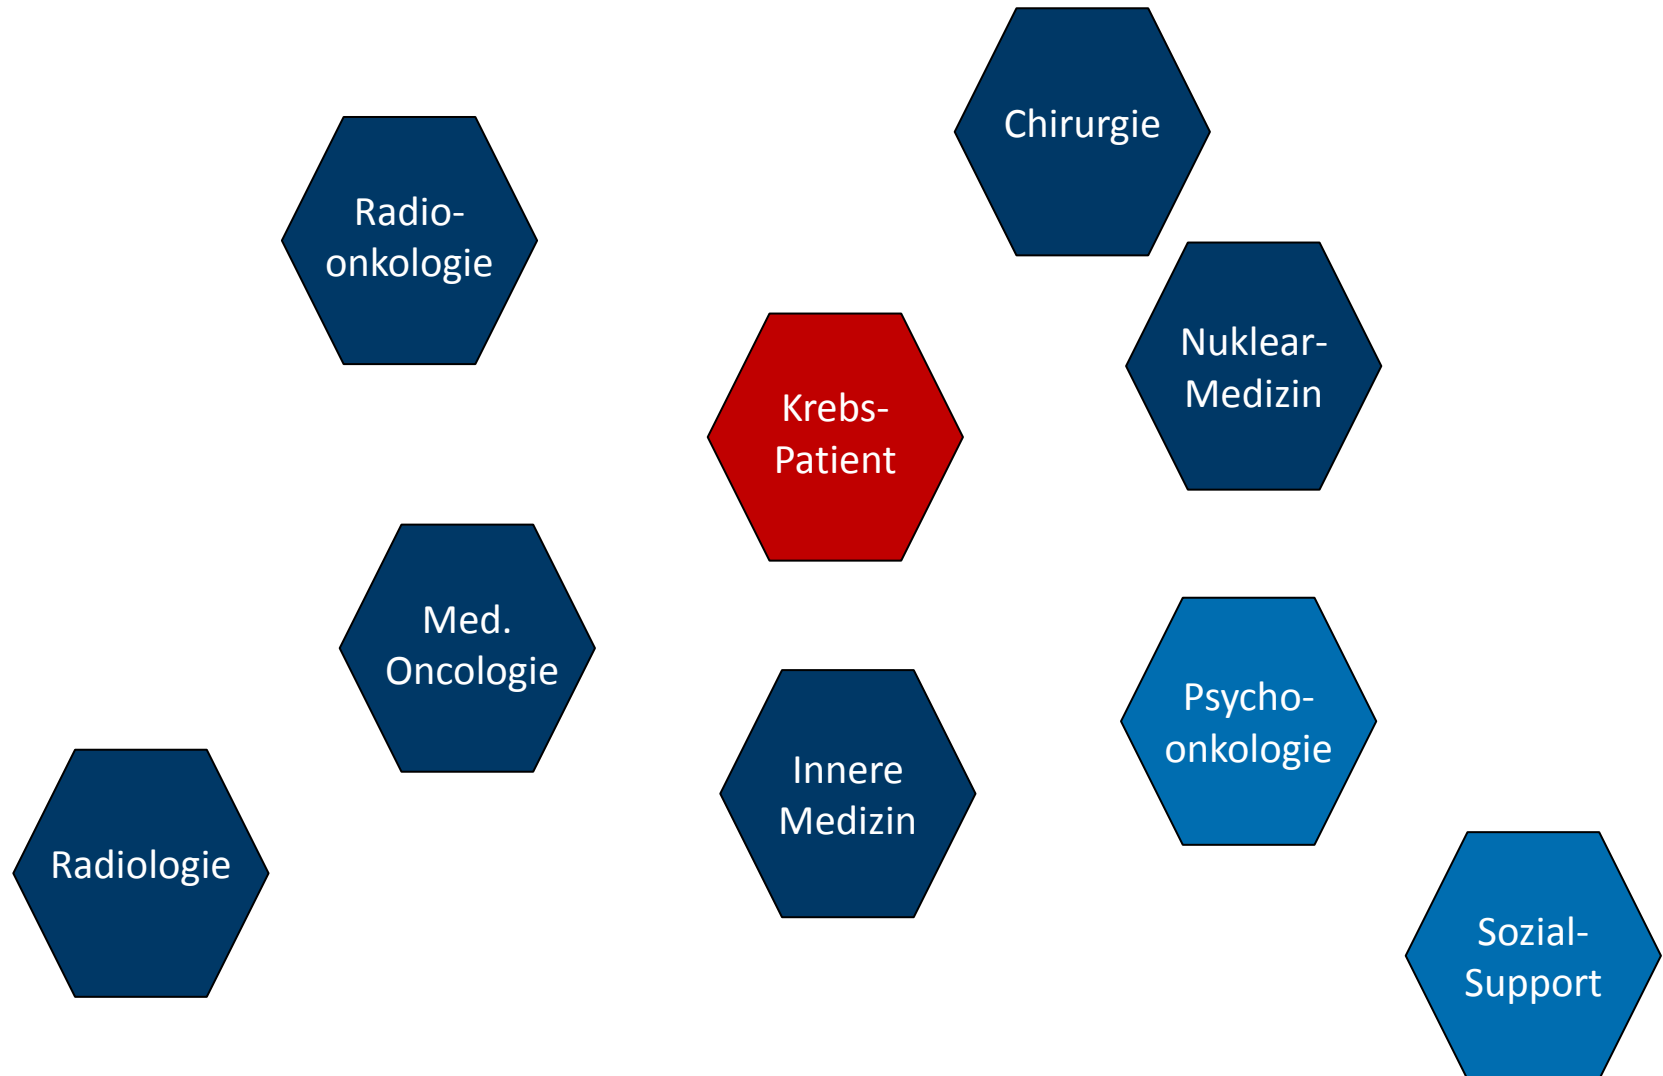 Chirurgie
Radio-
onkologie
Nuklear-
Medizin
Krebs-
Patient
Med.
Oncologie
Psycho-
onkologie
Innere
Medizin
Radiologie
Sozial-
Support